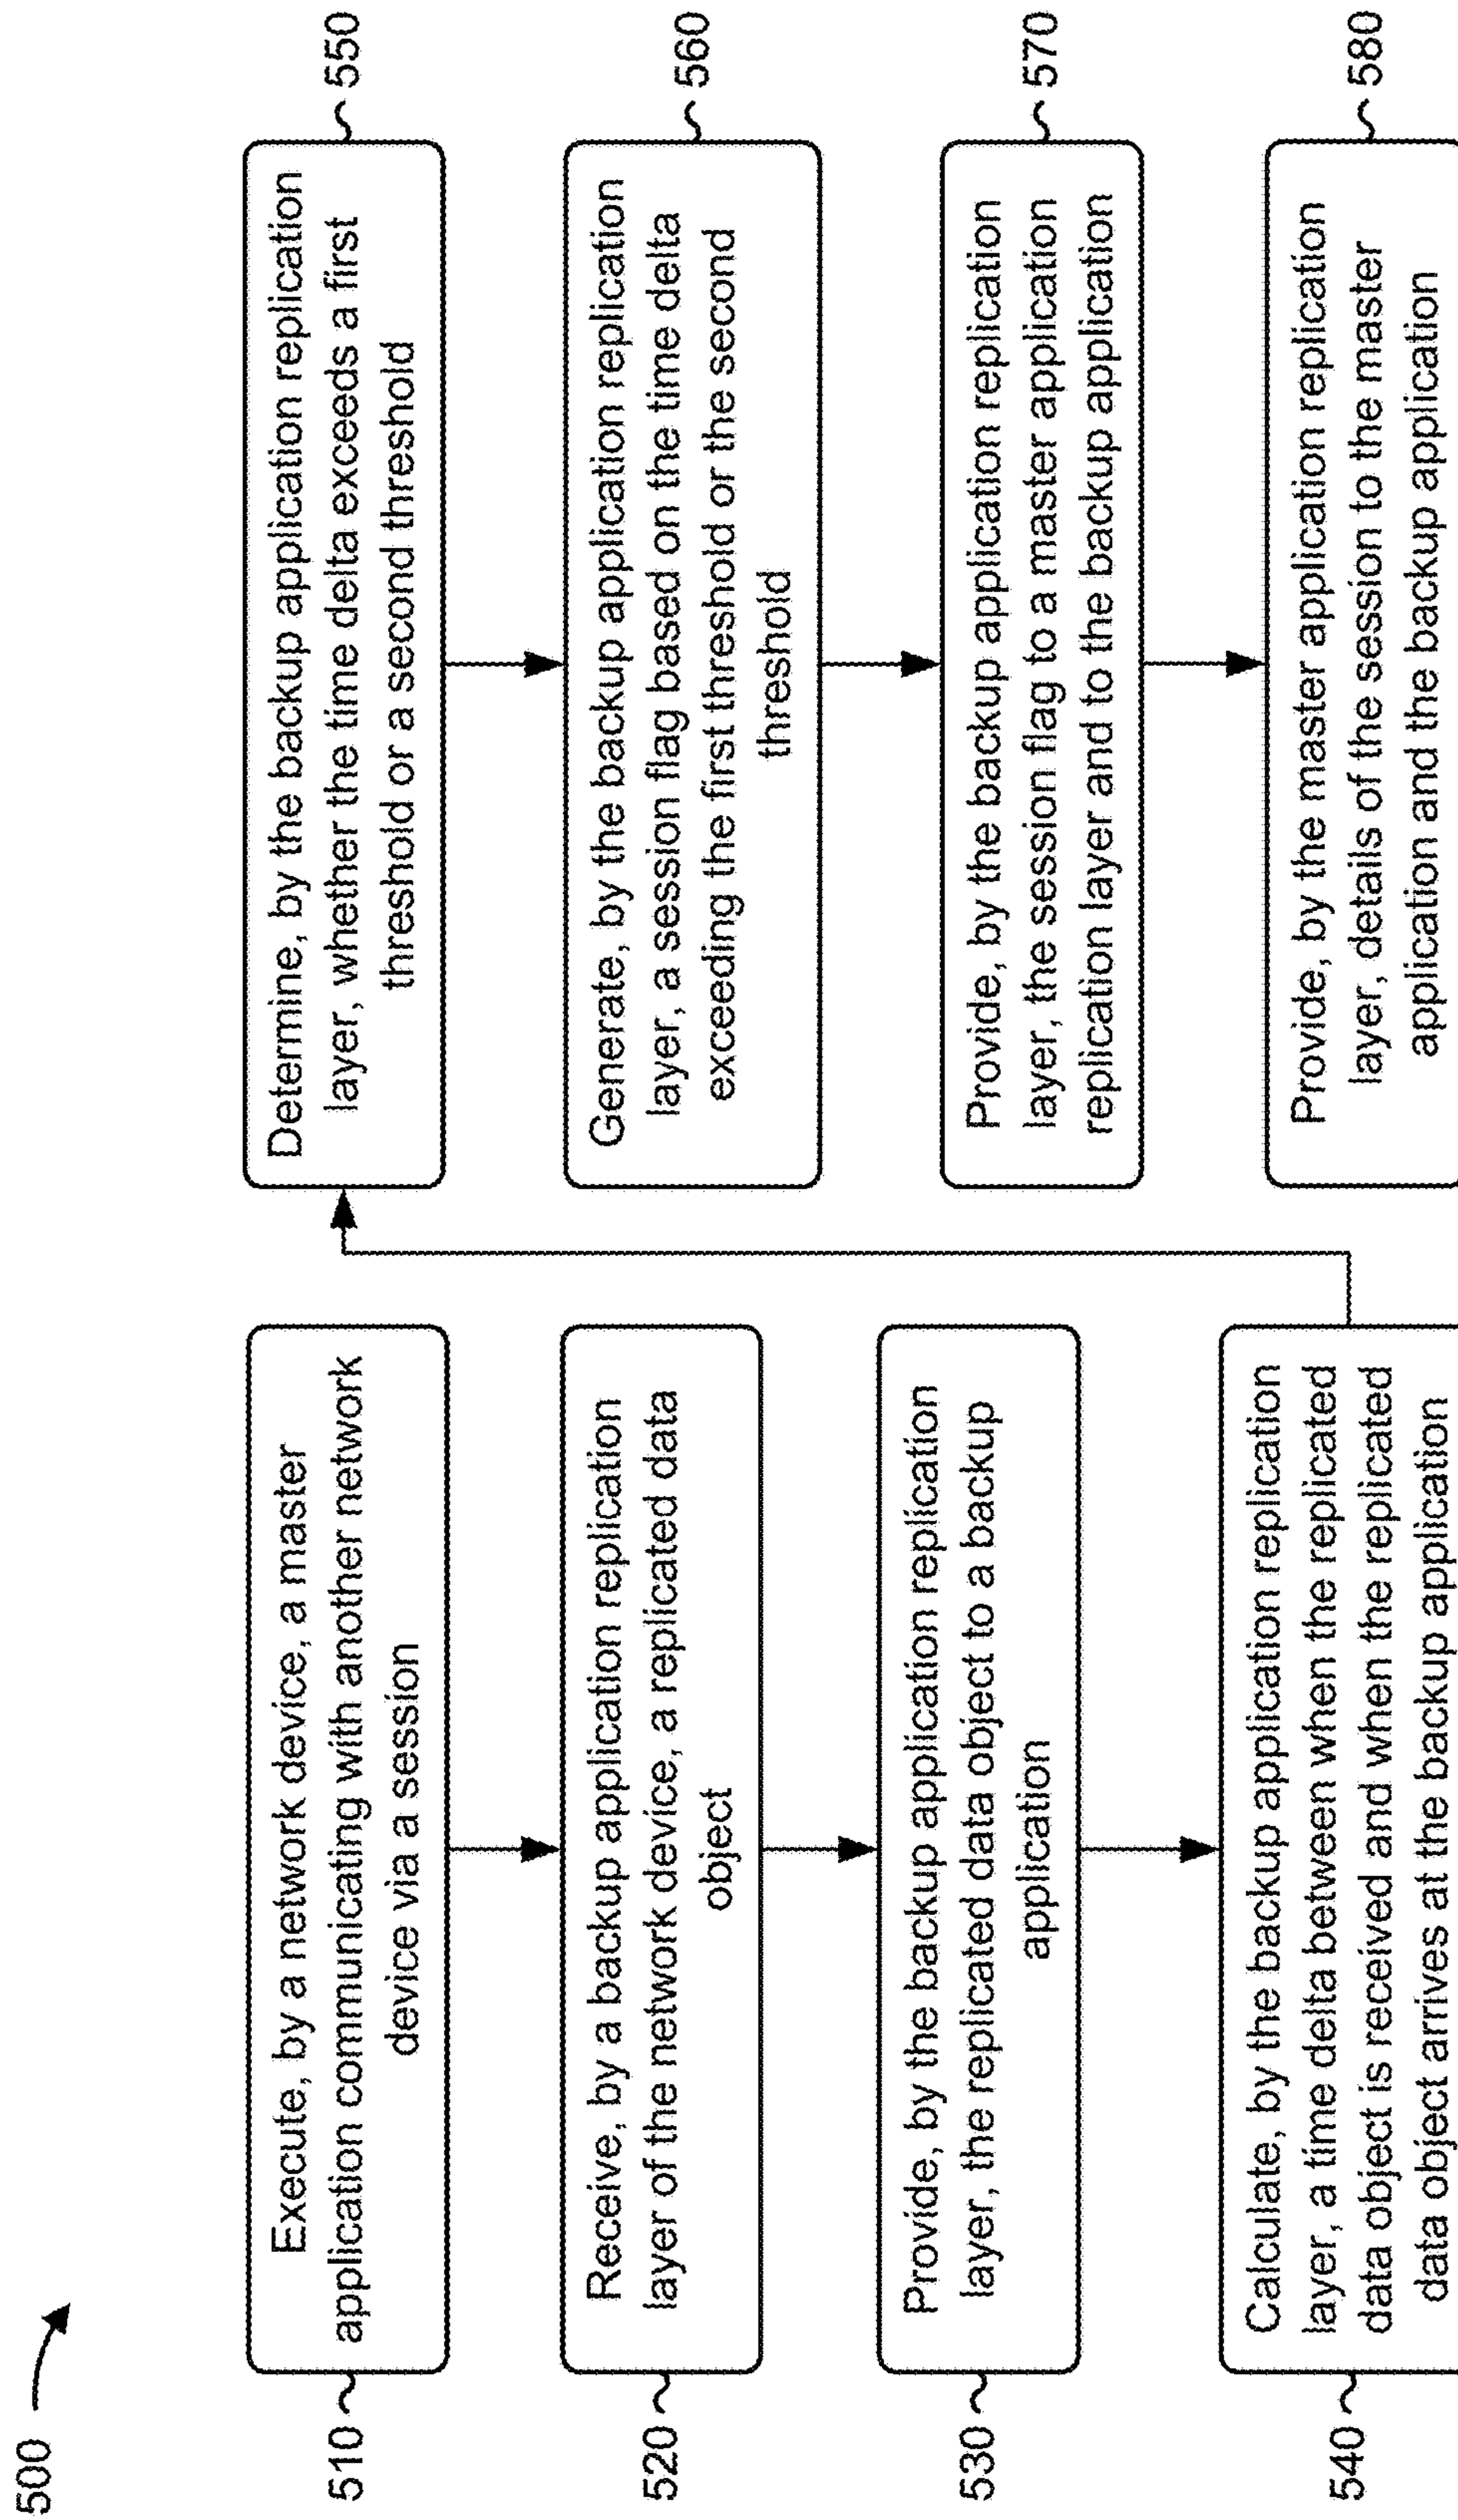 500
510
Execute, by a network device, a master
application communicating with another network
device via a session
520
Receive, by a backup application replication
layer of the network device, a replicated data
object
530
Provide, by the backup application replication
layer, the replicated data object to a backup
application
540
Calculate, by the backup application replication
layer, a time delta between when the replicated
data object is received and when the replicated
data object arrives at the backup application
550
Determine, by the backup application replication
layer, whether the time delta exceeds a first
threshold or a second threshold
560
Generate, by the backup application replication
layer, a session flag based on the time delta
exceeding the first threshold or the second
threshold
570
Provide, by the backup application replication
layer, the session flag to a master application
replication layer and to the backup application
580
Provide, by the master application replication
layer, details of the session to the master
application and the backup application